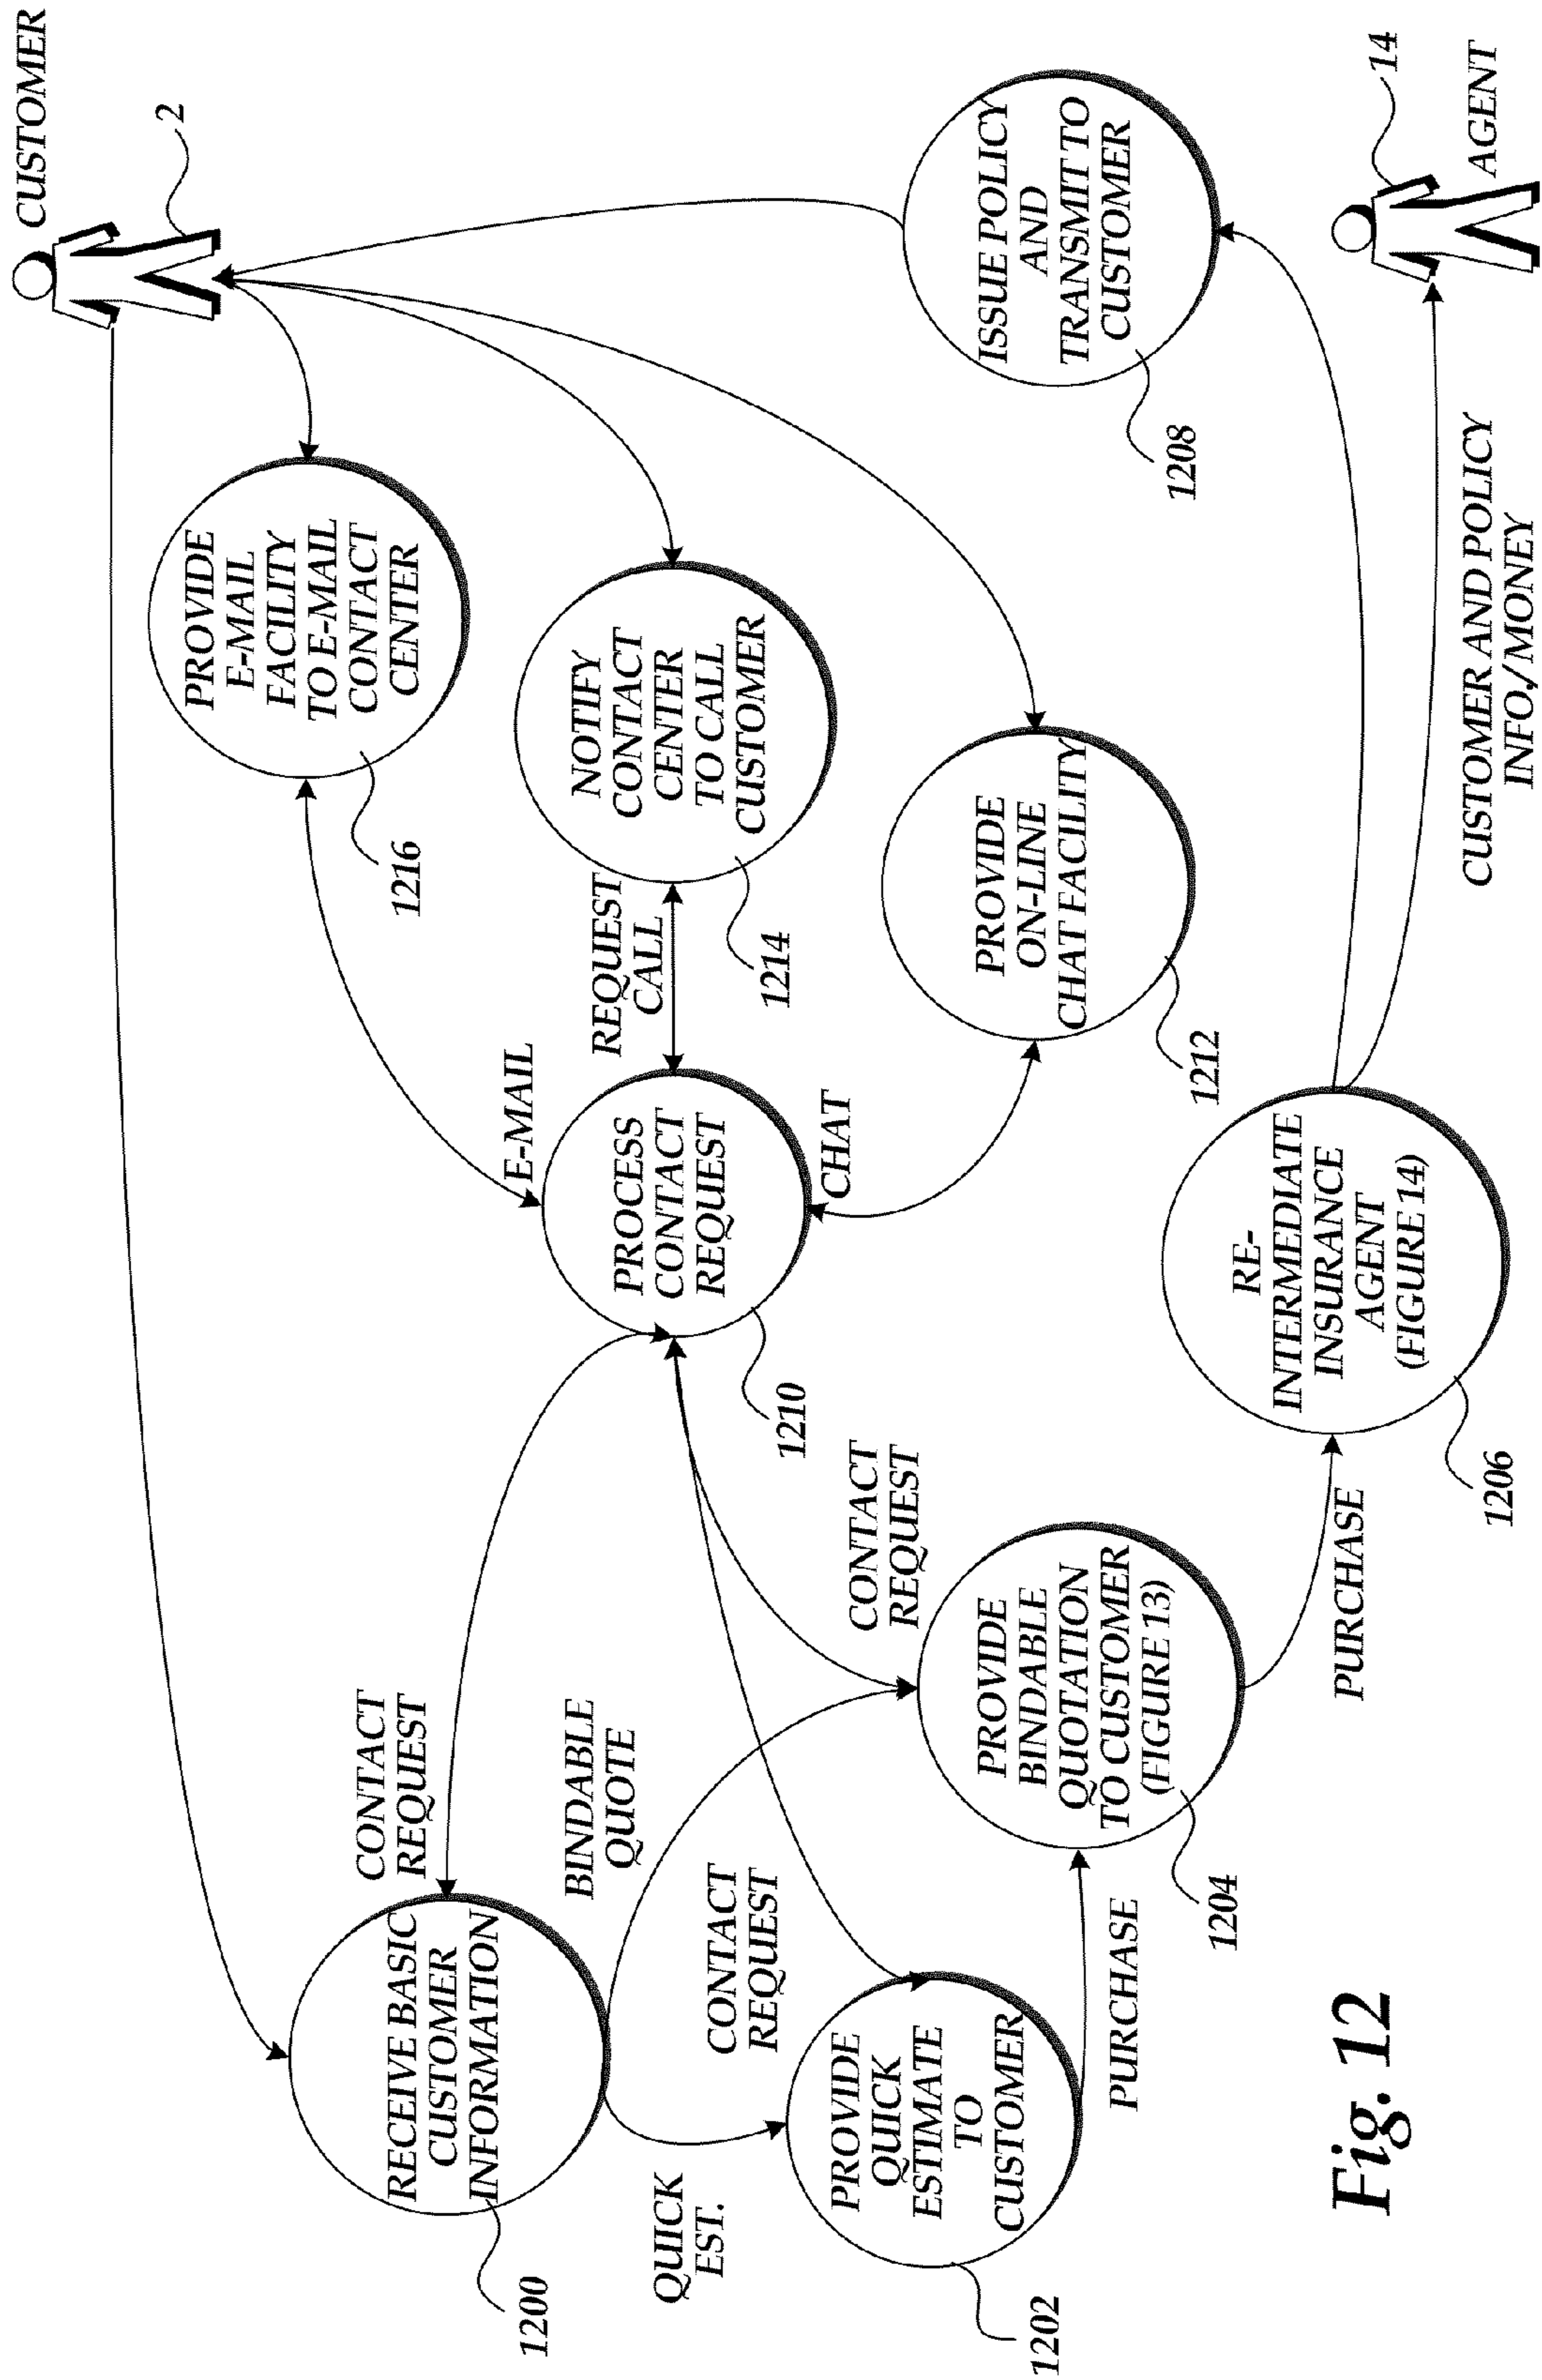 CUSTOMER
2
CONTACT
REQUEST
E-MAIL
PROVIDE
E-MAIL
FACILITY
TO E-MAIL
CONTACT
CENTER
1216
RECEIVE BASIC
CUSTOMER
INFORMATION
1200
BINDABLE
QUOTE
REQUEST
CALL
NOTIFY
CONTACT
CENTER
TO CALL
CUSTOMER
1214
PROCESS
CONTACT
REQUEST
1210
QUICK
EST.
CONTACT
REQUEST
CHAT
CONTACT
REQUEST
PROVIDE
QUICK
ESTIMATE
TO
CUSTOMER
1202
PROVIDE
BINDABLE
QUOTATION
TO CUSTOMER
(FIGURE 13)
1204
PROVIDE
ON-LINE
CHAT FACILITY
1212
ISSUE POLICY
AND
TRANSMIT TO
CUSTOMER
1208
PURCHASE
RE-
INTERMEDIATE
INSURANCE
AGENT
(FIGURE 14)
1206
PURCHASE
14
AGENT
CUSTOMER AND POLICY
INFO./MONEY
Fig. 12